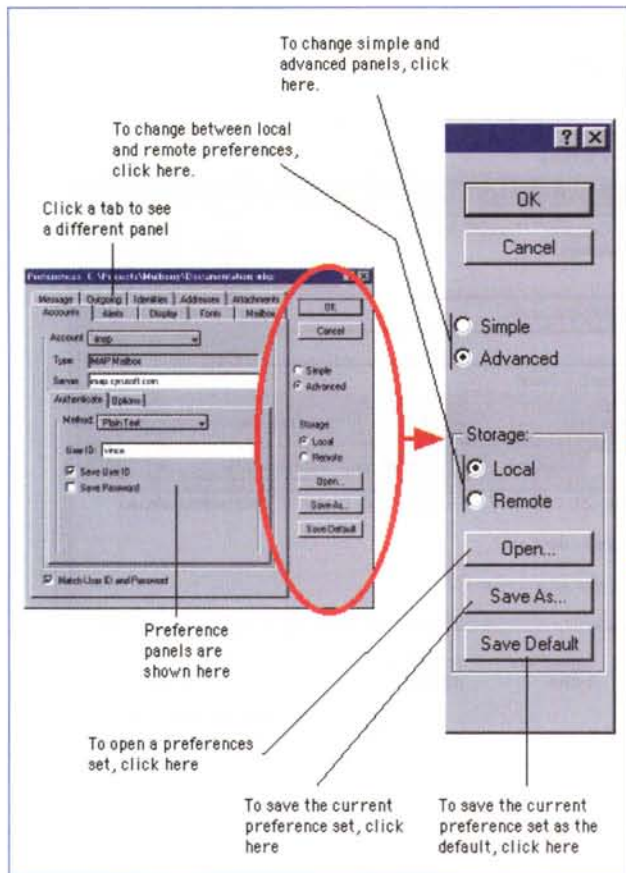 To change simple and
advanced panels, click
here.
To change between local
and remote preferences,
click here.
Click a tab to see
a different panel
Preferences: C:\Projects\Mulberry\Documentation.mbp
Message Outgoing Identities Addresses Attachments
Accounts Alerts Display Fonts Mailbox
Account imap
Type: IMAP Mailbox
Server: imap.cyrusoft.com
Authenticate Options
Method: Plain Text
User ID: vince
Save User ID
Save Password
Match User ID and Password
OK
Cancel
Simple
Advanced
Storage
Local
Remote
Open...
Save As...
Save Default
OK
Cancel
Simple
Advanced
Storage:
Local
Remote
Open...
Save As...
Save Default
Preference
panels are
shown here
To open a preferences
set, click here
To save the current
preference set, click
here
To save the current
preference set as the
default, click here